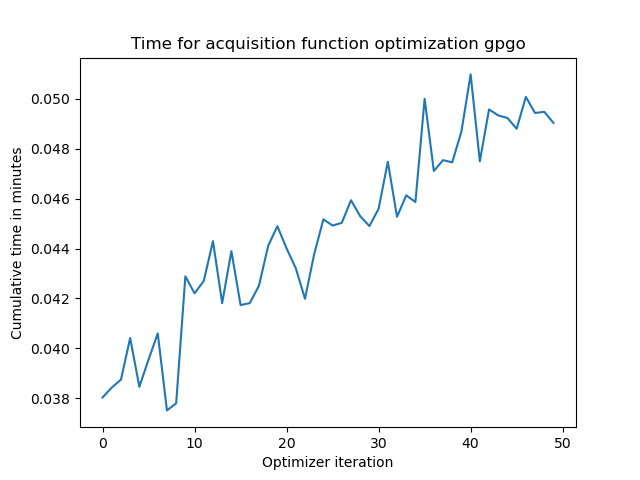 Time for acquisition function optimization gpgo
Cumulative time in minutes
0.050
0.048
0.046
0.044
0.042
0.040
0.038
0 10 20 30 40 50
Optimizer iteration